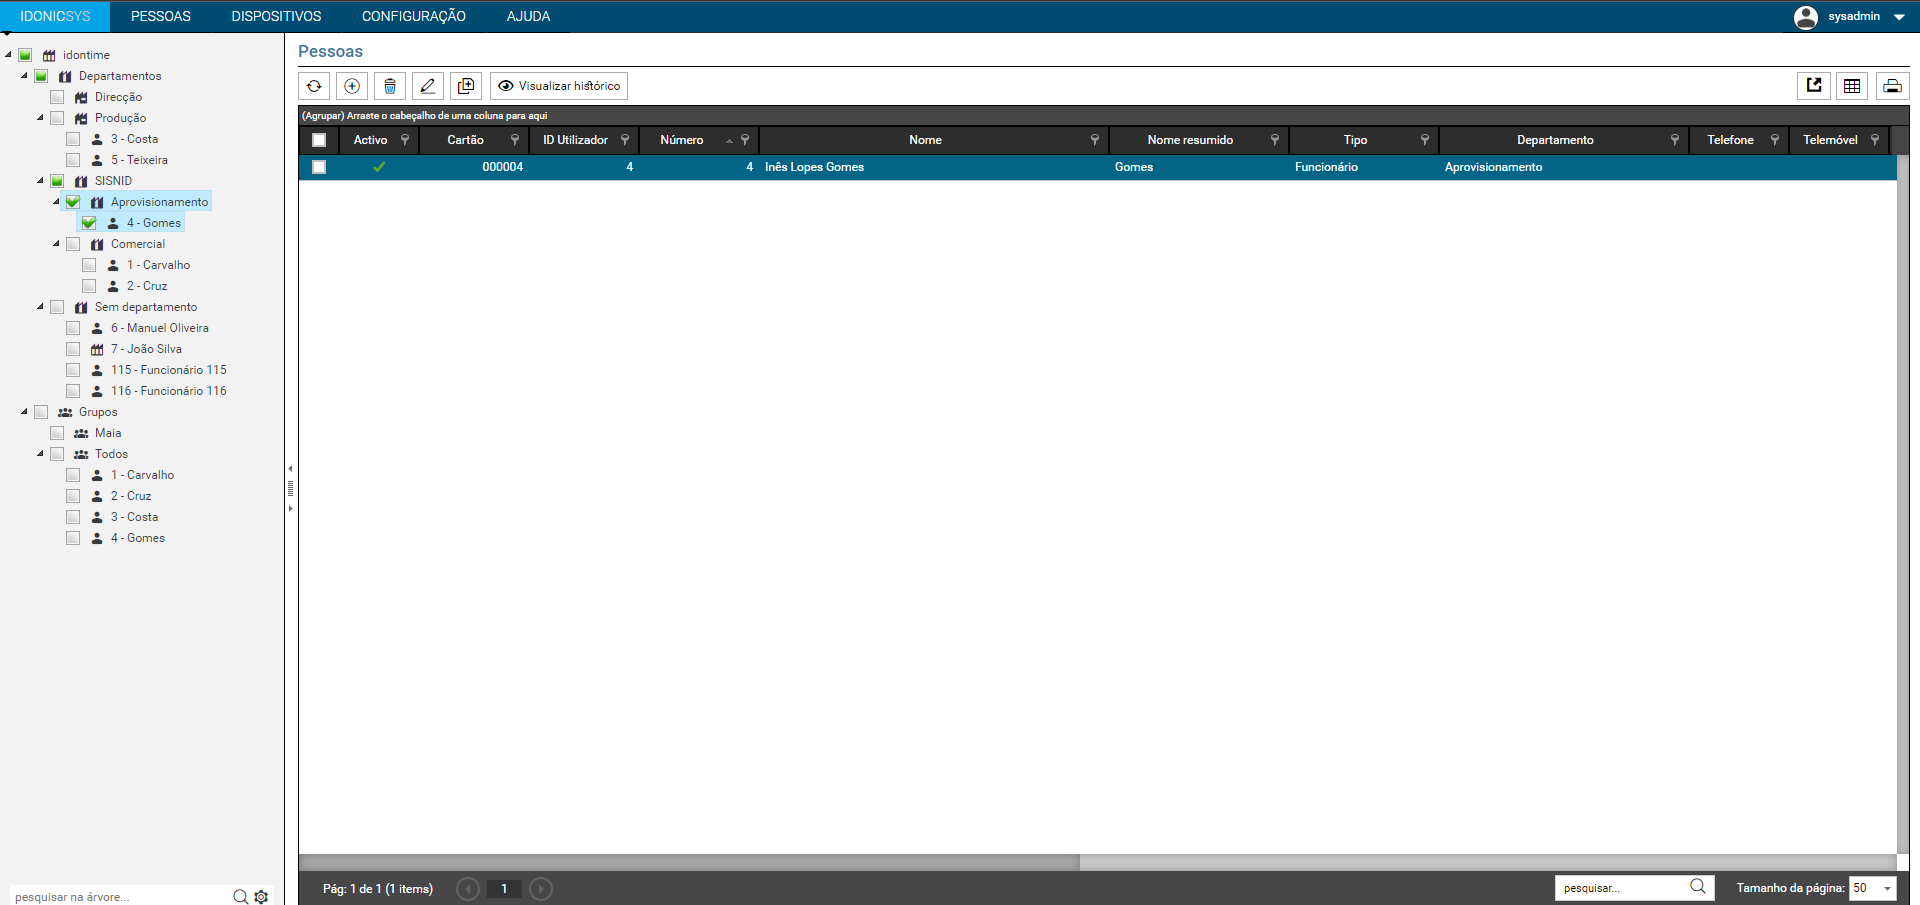 IDONICSYS PESSOAS DISPOSITIVOS CONFIGURAÇÃO AJUDA sysadmin
idontime
Departamentos
Direcção
Produção
3 - Costa
5 - Teixeira
SISNID
Aprovisionamento
4 - Gomes
Comercial
1 - Carvalho
2 - Cruz
Sem departamento
6 - Manuel Oliveira
7 - João Silva
115 - Funcionário 115
116 - Funcionário 116
Grupos
Maia
Todos
1 - Carvalho
2 - Cruz
3 - Costa
4 - Gomes
pesquisar na árvore...
Pessoas
Visualizar histórico
(Agrupar) Arraste o cabeçalho de uma coluna para aqui
Activo Cartão ID Utilizador Número Nome Nome resumido Tipo Departamento Telefone Telemóvel
000004 4 4 Inês Lopes Gomes Gomes Funcionário Aprovisionamento
Pág: 1 de 1 (1 items) 1 pesquisar... Tamanho da página: 50